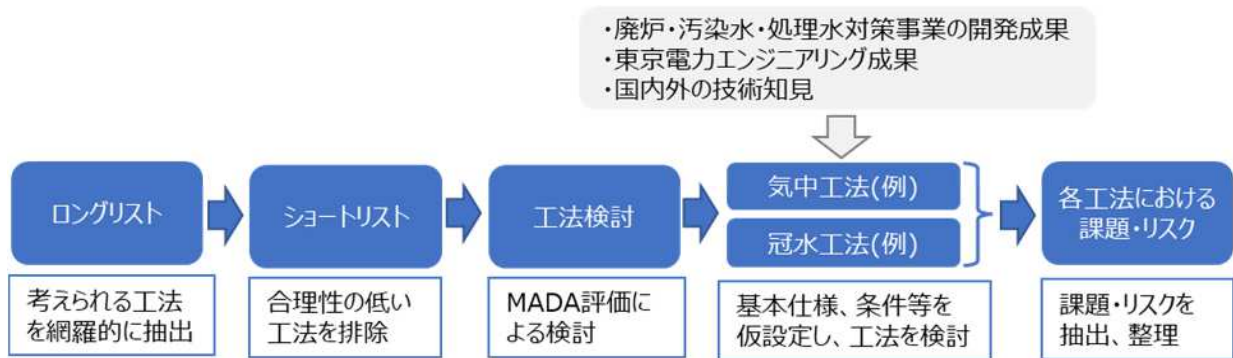 ・廃炉・汚染水・処理水対策事業の開発成果
・東京電力エンジニアリング成果
・国内外の技術知見
ロングリスト
ショートリスト
工法検討
気中工法(例)
冠水工法(例)
各工法における
課題・リスク
考えられる工法
を網羅的に抽出
合理性の低い
工法を排除
MADA評価によ
る検討
基本仕様、条件等を
仮設定し、工法を検討
課題・リスクを
抽出、整理